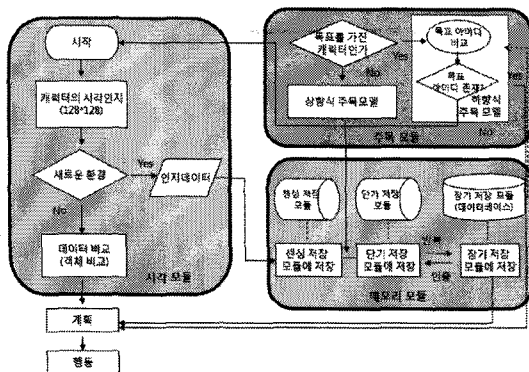 시작
캐릭터의 시각인지
(128*128)
새로운 환경
Yes
인지데이터
No
데이터 비교
(객체 비교)
시각 모듈
계획
행동
목표를 가진
캐릭터인가
Yes
목표 아이디
비교
No
상향식 주목모델
목표
아이디 존재시
하향식
주목 모델
Yes
No
주목 모듈
센싱 저장
모듈
단기 저장
모듈
장기 저장 모듈
(데이터베이스)
센싱 저장
모듈에 저장
단기 저장
모듈에 저장
인출
장기 저장
모듈에 저장
메모리 모듈